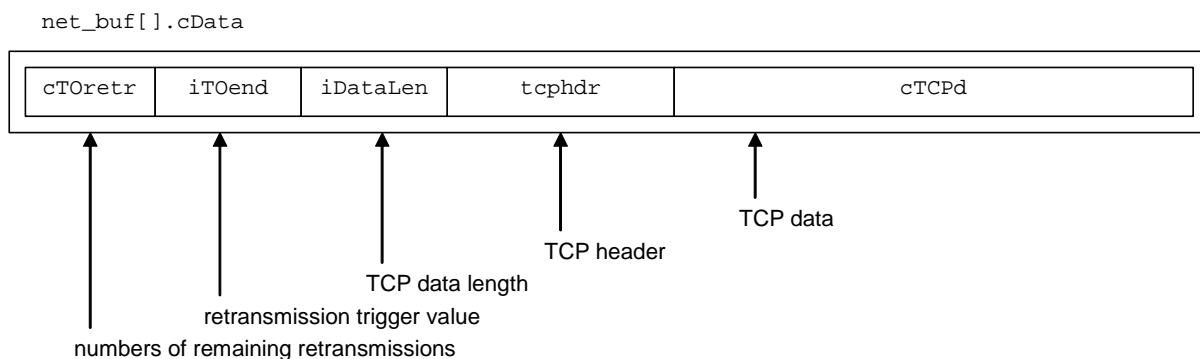 net_buf[].cData
cTOretr iTOend iDataLen tcphdr cTCPd
TCP data
TCP header
TCP data length
retransmission trigger value
numbers of remaining retransmissions